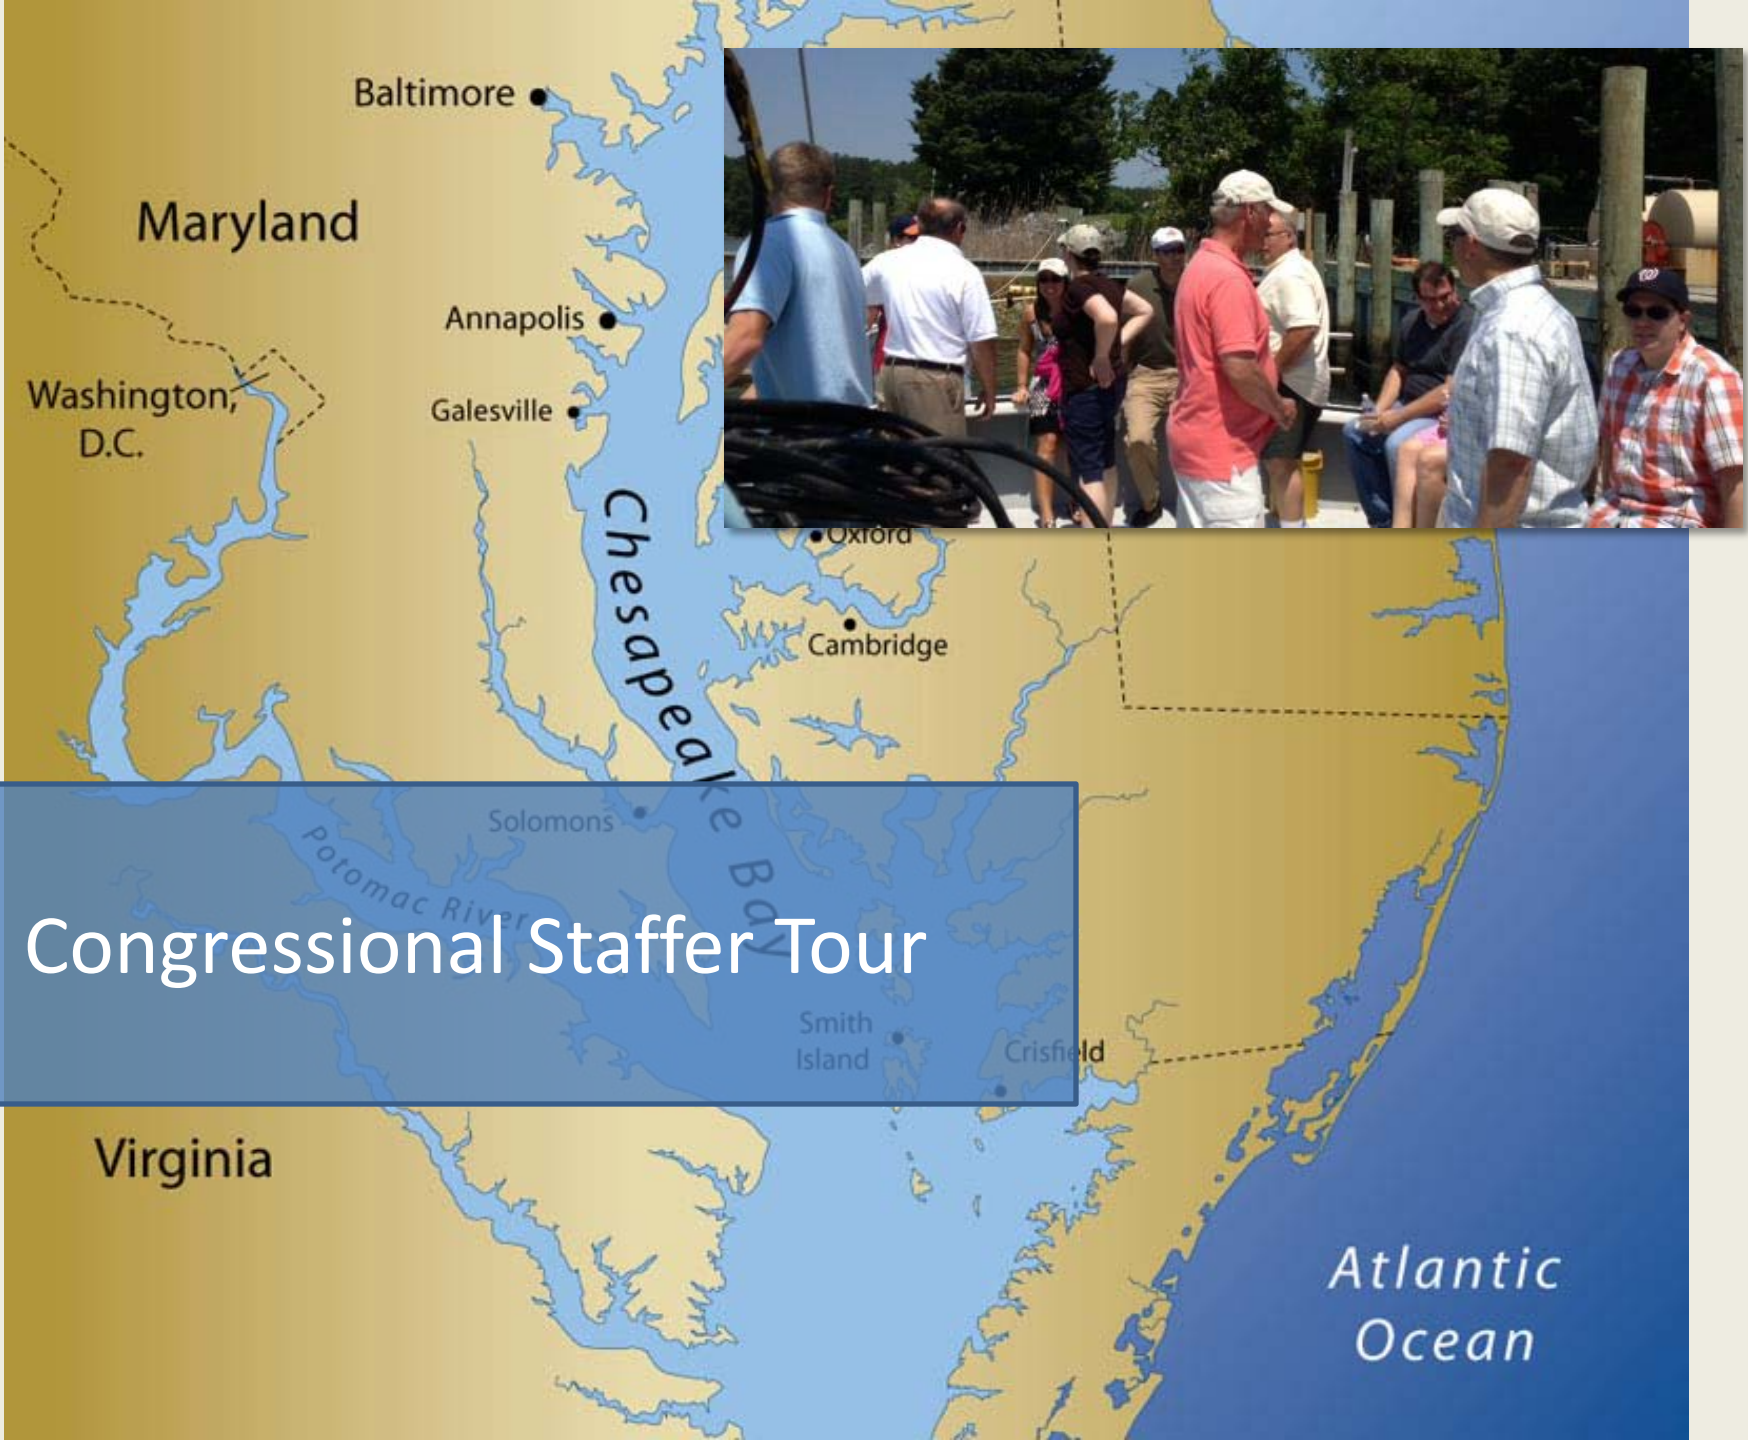 Baltimore
Maryland
Annapolis
Washington,
D.C.
Galesville
Chesapeake Bay
Oxford
Cambridge
Solomons
Potomac River
Congressional Staffer Tour
Smith
Island
Crisfield
Virginia
Atlantic
Ocean
W